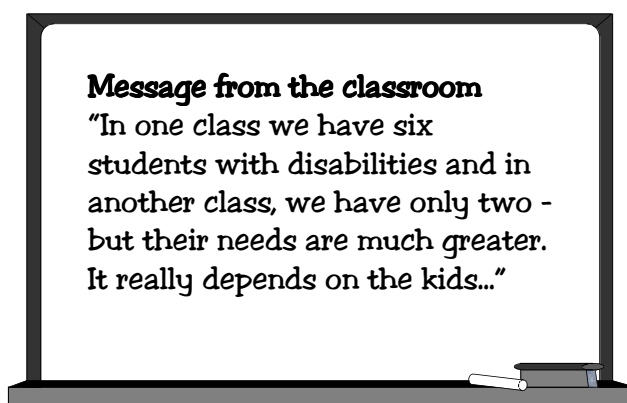 Message from the classroom
"In one class we have six
students with disabilities and in
another class, we have only two -
but their needs are much greater.
It really depends on the kids..."